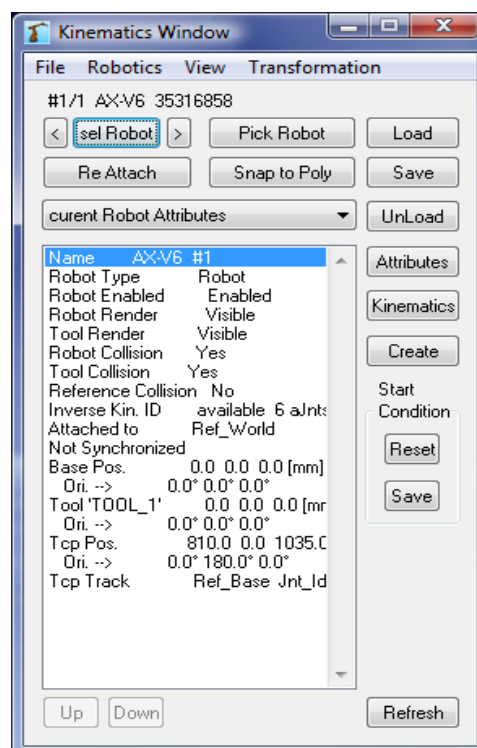 Kinematics Window
File Robotics View Transformation
#1/1 AX-V6 35316858
< sel Robot > Pick Robot Load
Re Attach Snap to Poly Save
curent Robot Attributes UnLoad
Name AX-V6 #1
Attributes
Robot Type Robot
Robot Enabled Enabled
Kinematics
Robot Render Visible
Tool Render Visible
Robot Collision Yes
Create
Tool Collision Yes
Reference Collision No
Start
Inverse Kin. ID available 6 aJnts
Condition
Attached to Ref_World
Not Synchronized
Reset
Base Pos. 0.0 0.0 0.0 [mm]
Ori. --> 0.0° 0.0° 0.0°
Save
Tool 'TOOL_1' 0.0 0.0 0.0 [mr
Ori. --> 0.0° 0.0° 0.0°
Tcp Pos. 810.0 0.0 1035.0
Ori. --> 0.0° 180.0° 0.0°
Tcp Track Ref_Base Jnt_Id
Up Down Refresh